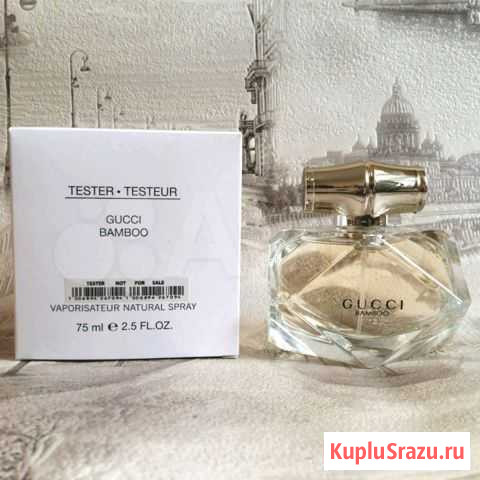 TESTER • TESTEUR
GUCCI
BAMBOO
TESTER NOT FOR SALE
VAPORISATEUR NATURAL SPRAY
75 ml ℮ 2.5 FL.OZ.
GUCCI
BAMBOO
KupluSrazu.ru